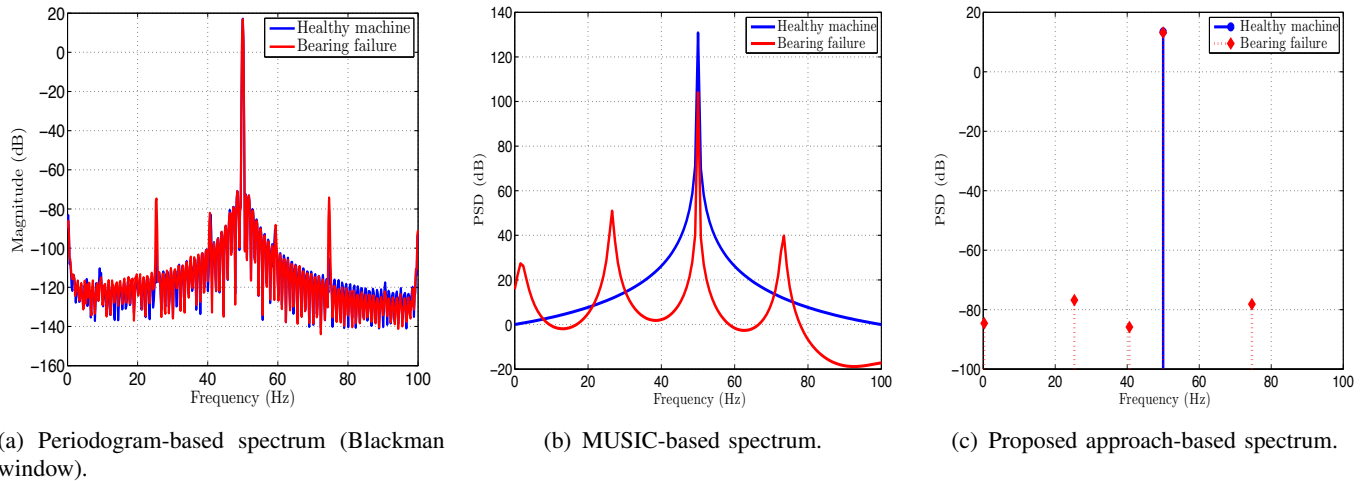 20
0
−20
−40
−60
−80
−100
−120
−140
−160
0 20 40 60 80 100
Magnitude (dB)
Frequency (Hz)
Healthy machine
Bearing failure
(a) Periodogram-based spectrum (Blackman
window).
140
120
100
80
60
40
20
0
−20
0 20 40 60 80 100
PSD (dB)
Frequency (Hz)
Healthy machine
Bearing failure
(b) MUSIC-based spectrum.
20
0
−20
−40
−60
−80
−100
0 20 40 60 80 100
PSD (dB)
Frequency (Hz)
Healthy machine
Bearing failure
(c) Proposed approach-based spectrum.